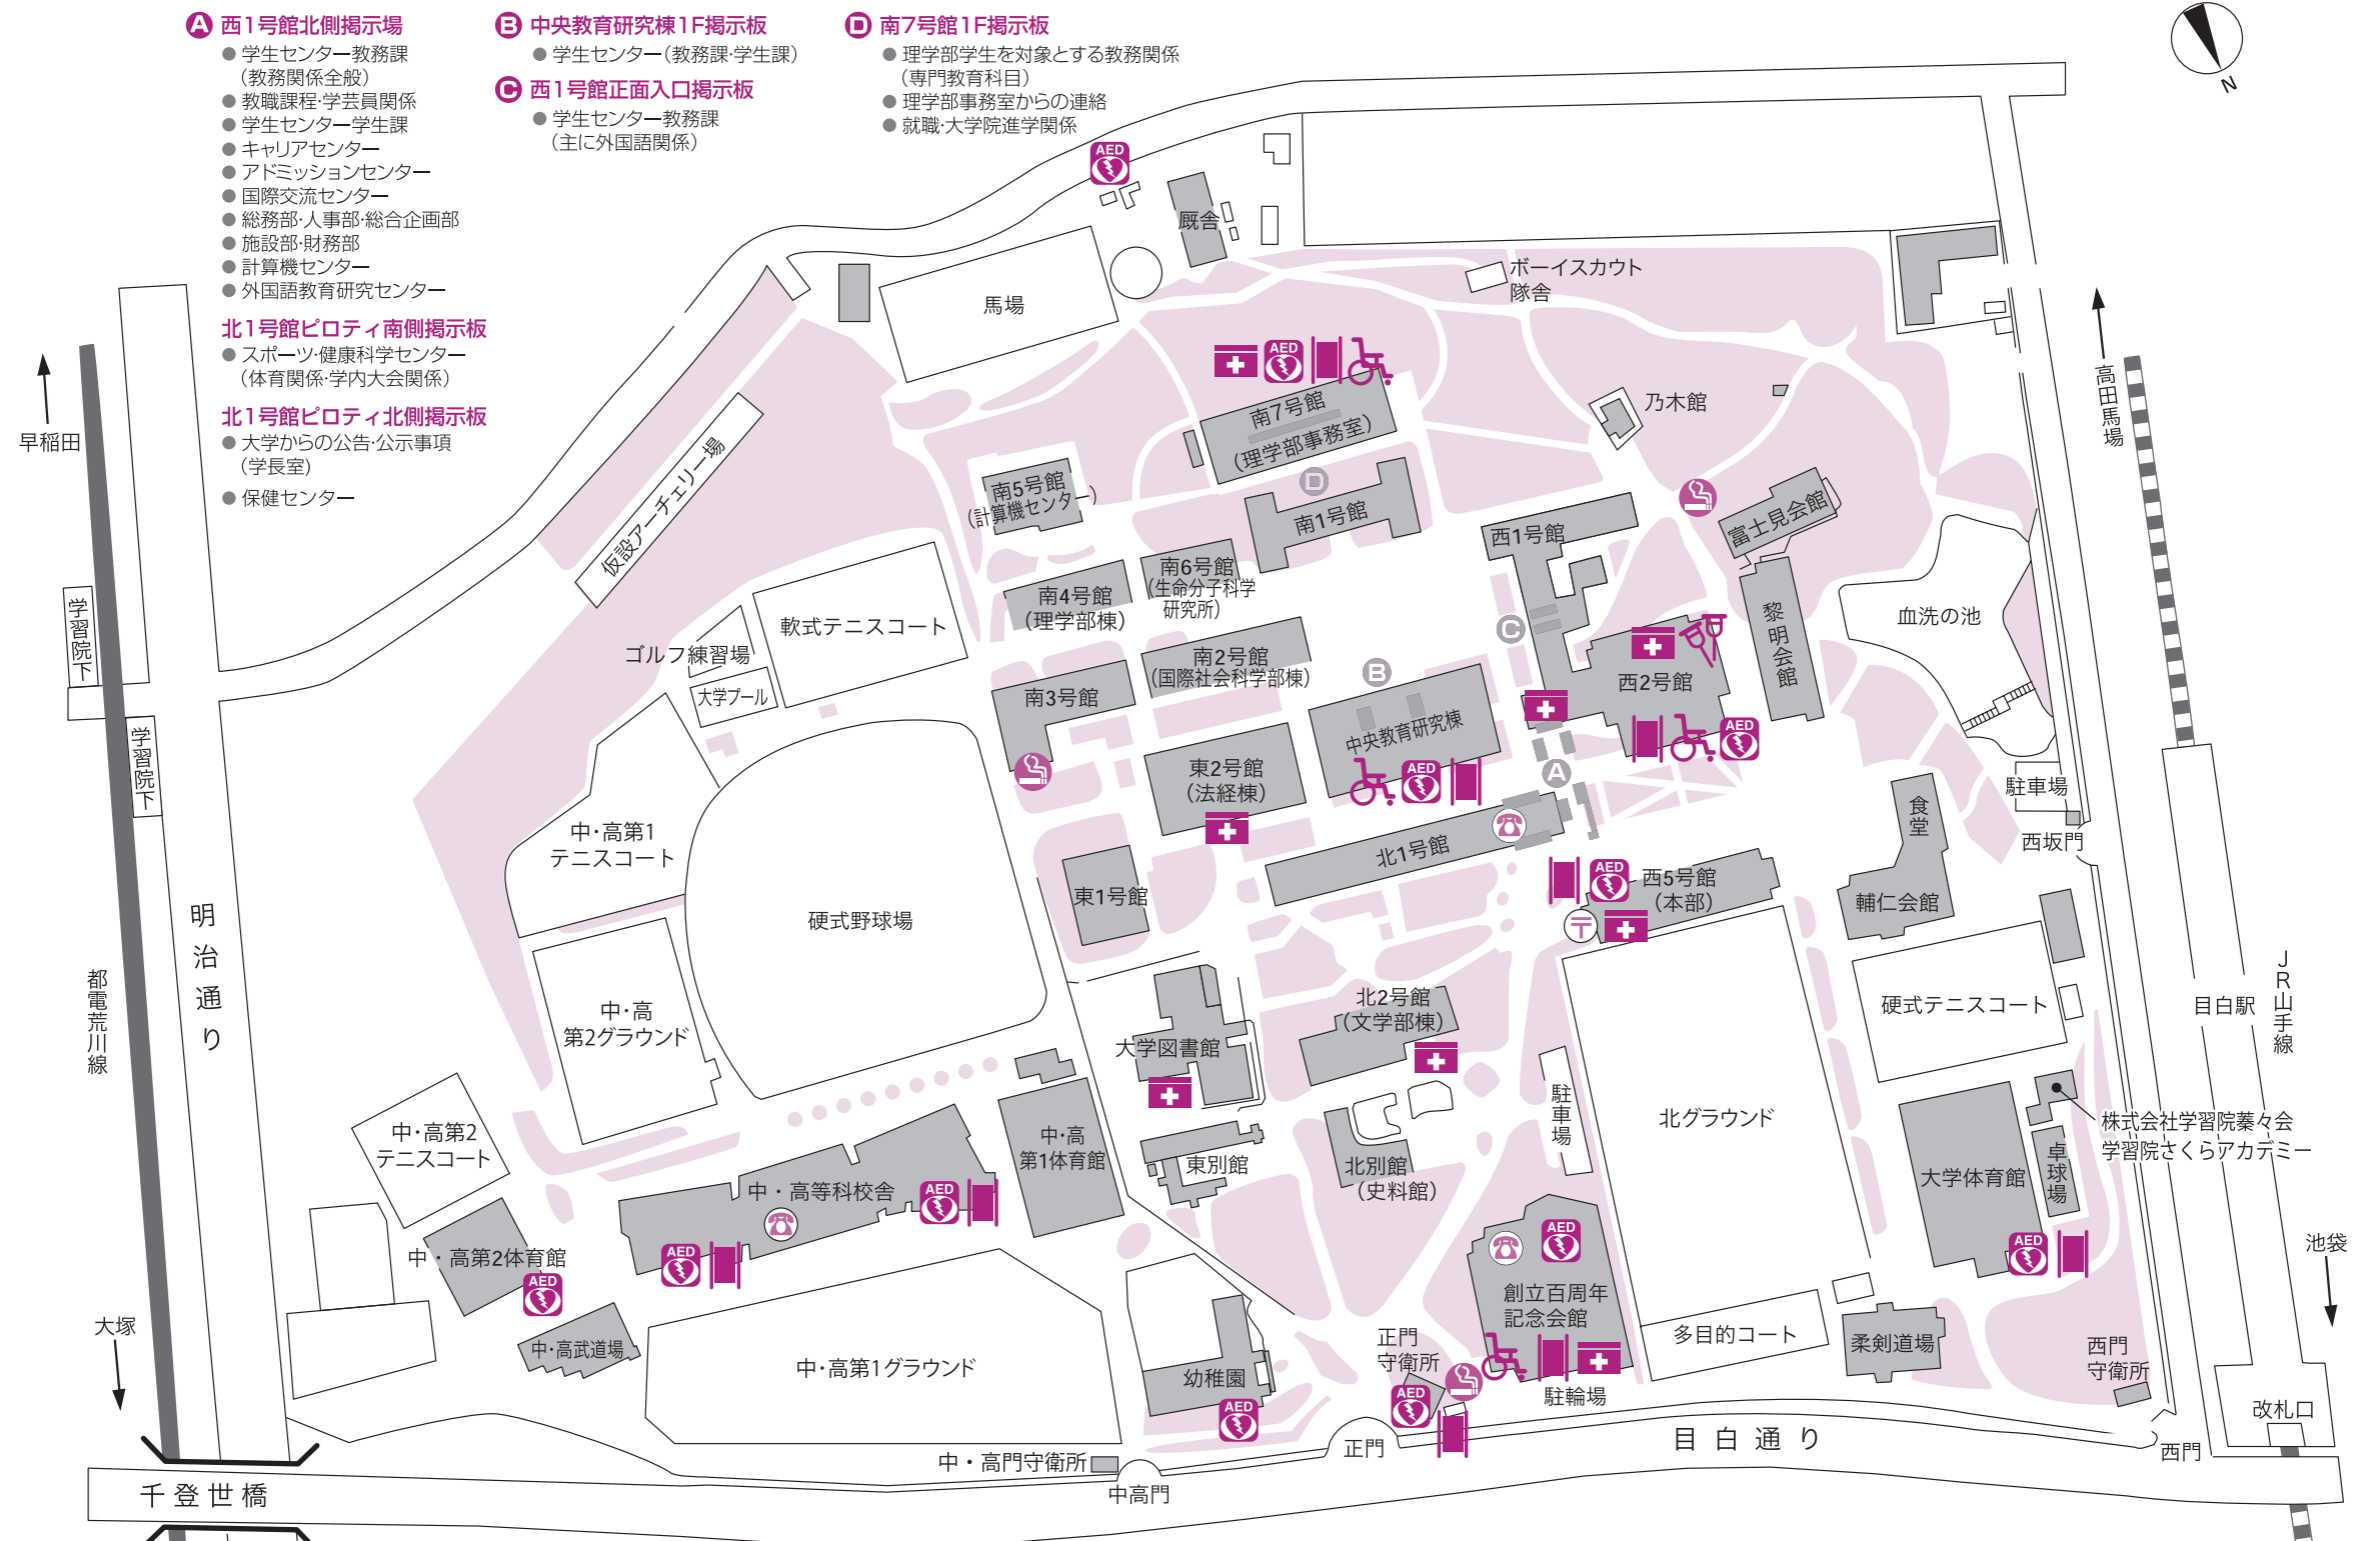 A 西1号館北側掲示場
● 学生センター教務課
（教務関係全般）
● 教職課程・学芸員関係
● 学生センター学生課
● キャリアセンター
● アドミッションセンター
● 国際交流センター
● 総務部・人事部・総合企画部
● 施設部・財務部
● 計算機センター
● 外国語教育研究センター
北1号館ピロティ南側掲示板
● スポーツ・健康科学センター
（体育関係・学内大会関係）
北1号館ピロティ北側掲示板
● 大学からの公告・公示事項
（学長室）
● 保健センター
B 中央教育研究棟1F掲示板
● 学生センター（教務課・学生課）
C 西1号館正面入口掲示板
● 学生センター教務課
（主に外国語関係）
D 南7号館1F掲示板
● 理学部学生を対象とする教務関係
（専門教育科目）
● 理学部事務室からの連絡
● 就職・大学院進学関係
N
AED
厩舎
馬場
ボーイスカウト
隊舎
早稲田
高田馬場
AED
南7号館
（理学部事務室）
乃木館
D
仮設アーチェリー場
南5号館
（計算機センター）
南1号館
西1号館
富士見会館
学習院下
南4号館
（理学部棟）
南6号館
（生命分子科学
研究所）
軟式テニスコート
ゴルフ練習場
大学プール
C
黎明会館
血洗の池
南2号館
（国際社会科学部棟）
南3号館
B
西2号館
AED
学習院下
中央教育研究棟
AED
東2号館
（法経棟）
A
駐車場
西坂門
食堂
輔仁会館
中・高第1
テニスコート
北1号館
東1号館
AED
西5号館
（本部）
〒
硬式野球場
明治通り
都電荒川線
中・高
第2グラウンド
北2号館
（文学部棟）
大学図書館
硬式テニスコート
目白駅
JR山手線
中・高第2
テニスコート
中・高
第1体育館
東別館
北別館
（史料館）
駐車場
北グラウンド
株式会社学習院蓁々会
学習院さくらアカデミー
卓球場
大学体育館
AED
中・高等科校舎
AED
AED
中・高第2体育館
AED
大塚
中・高武道場
中・高第1グラウンド
幼稚園
AED
AED
創立百周年
記念会館
正門
守衛所
AED
駐輪場
多目的コート
柔剣道場
西門
守衛所
池袋
改札口
中・高門守衛所
中高門
正門
目白通り
西門
千登世橋